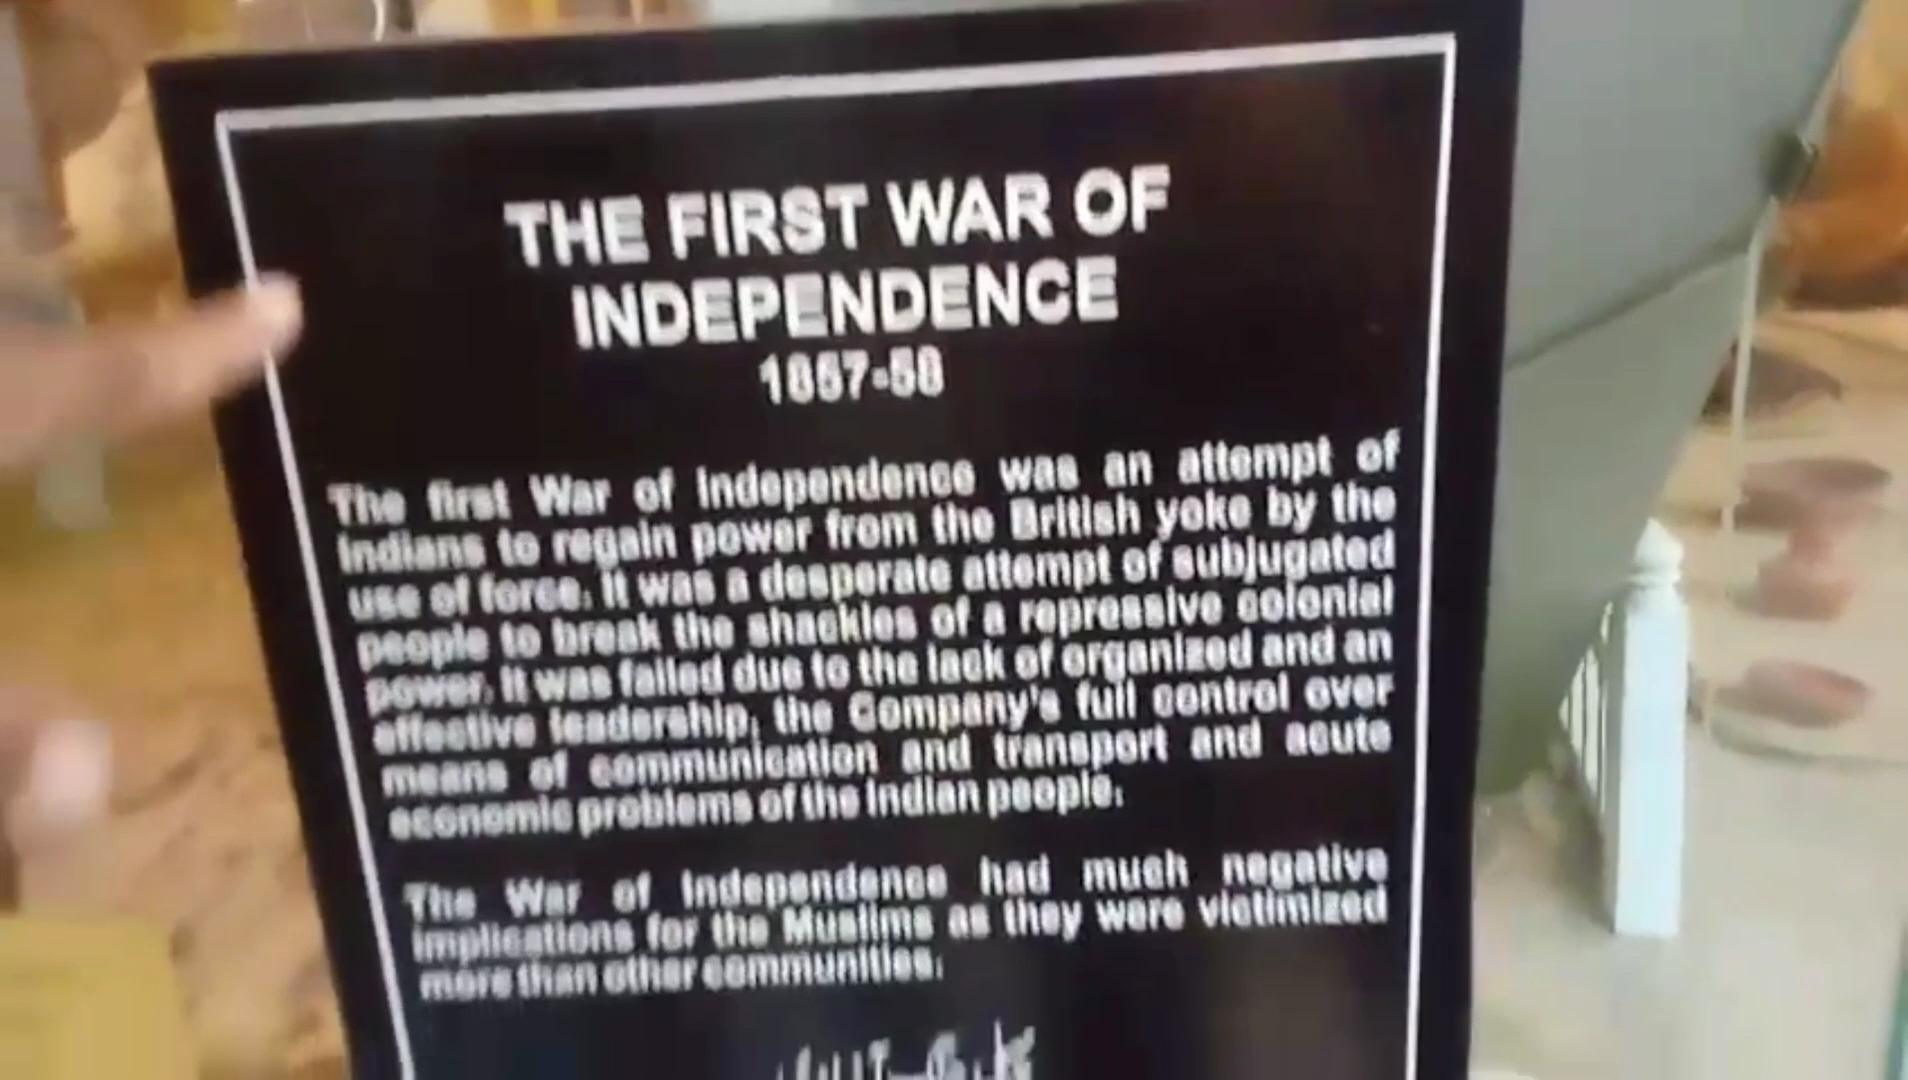 THE FIRST WAR OF
INDEPENDENCE
1857-58
The first War of Independence was an attempt of
Indians to regain power from the British yoke by the
use of force. It was a desperate attempt of subjugated
people to break the shackles of a repressive colonial
power. It was failed due to the lack of organized and an
effective leadership, the Company's full control over
means of communication and transport and acute
economic problems of the Indian people.
The War of Independence had much negative
implications for the Muslims as they were victimized
more than other communities.